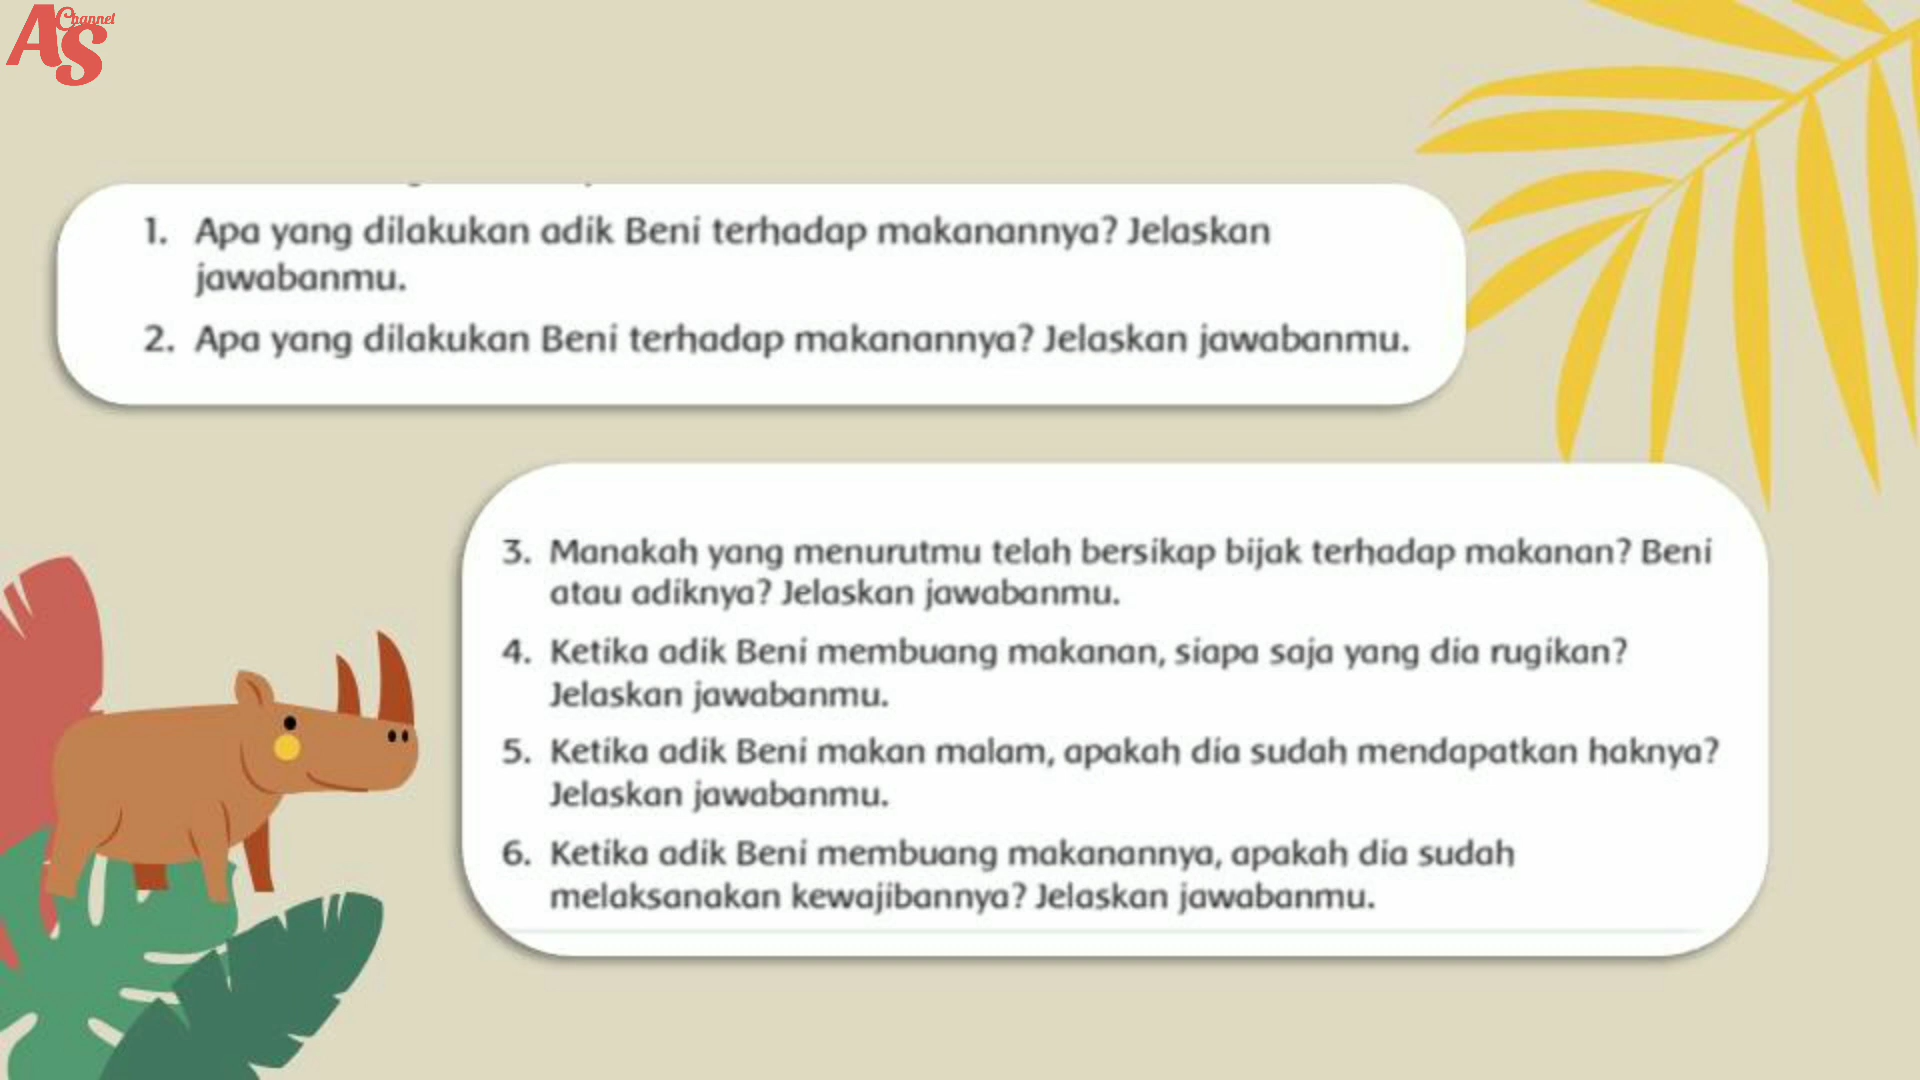 AS Channel
1. Apa yang dilakukan adik Beni terhadap makanannya? Jelaskan
jawabanmu.
2. Apa yang dilakukan Beni terhadap makanannya? Jelaskan jawabanmu.
3. Manakah yang menurutmu telah bersikap bijak terhadap makanan? Beni
atau adiknya? Jelaskan jawabanmu.
4. Ketika adik Beni membuang makanan, siapa saja yang dia rugikan?
Jelaskan jawabanmu.
5. Ketika adik Beni makan malam, apakah dia sudah mendapatkan haknya?
Jelaskan jawabanmu.
6. Ketika adik Beni membuang makanannya, apakah dia sudah
melaksanakan kewajibannya? Jelaskan jawabanmu.